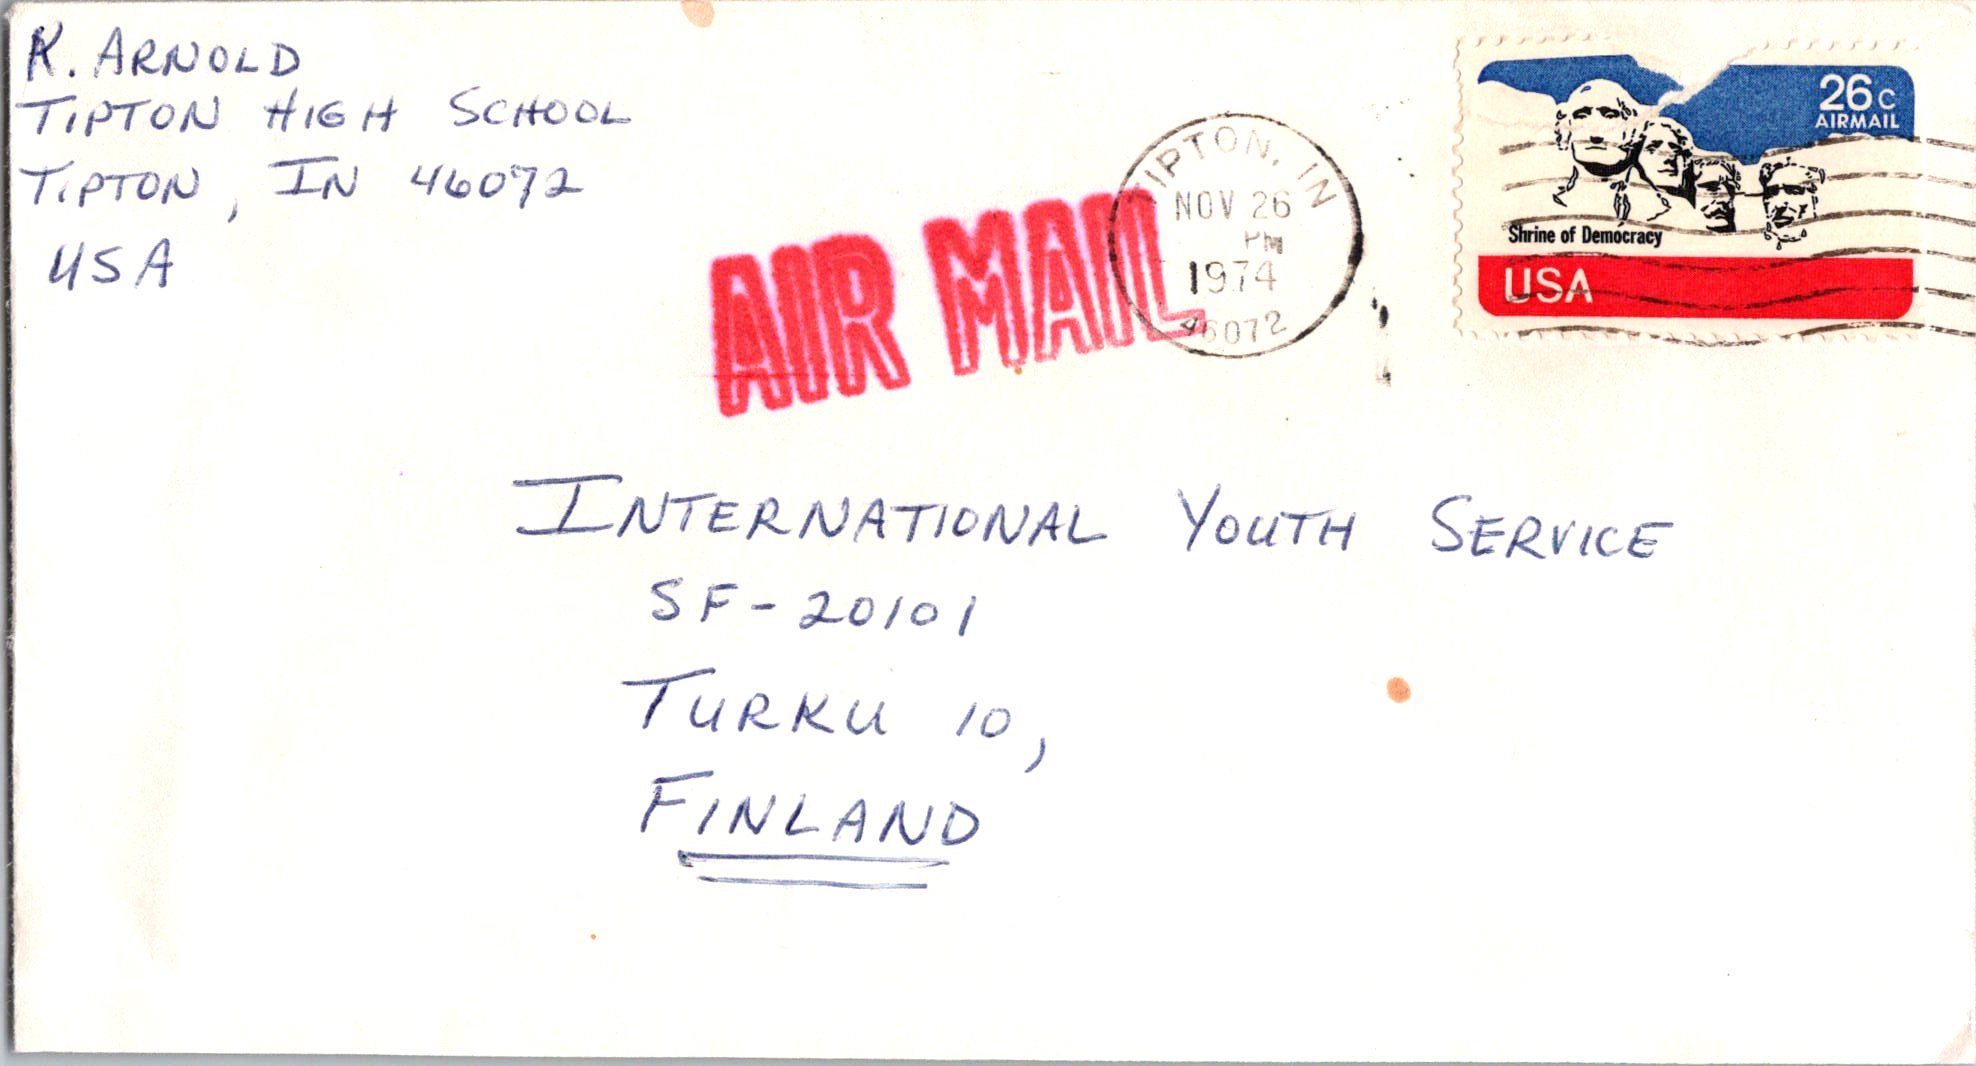 K. ARNOLD
TIPTON HIGH SCHOOL
TIPTON, IN 46072
USA
AIR MAIL
TIPTON, IN
NOV 26
PM
1974
46072
26c
AIRMAIL
Shrine of Democracy
USA
INTERNATIONAL YOUTH SERVICE
SF-20101
TURKU 10,
FINLAND